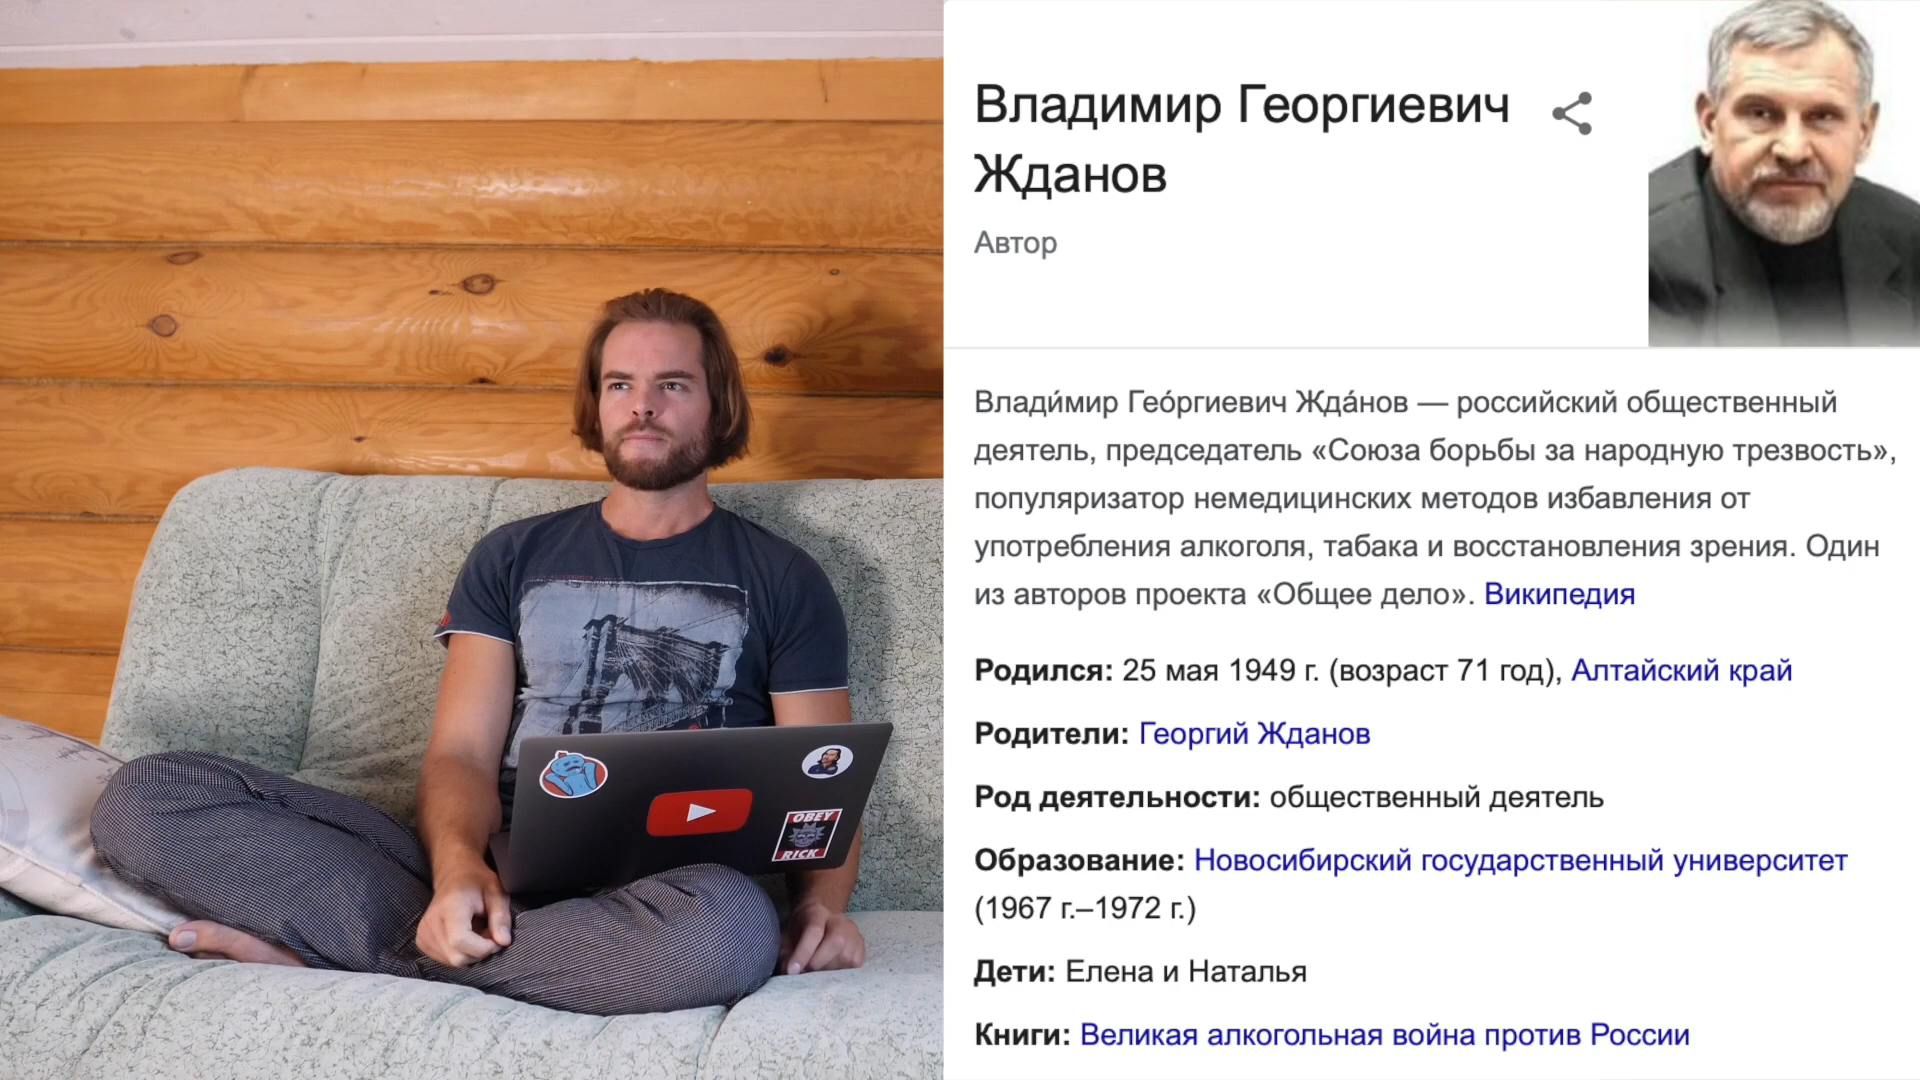 OBEY
RICK
Владимир Георгиевич
Жданов
Автор
Влади́мир Гео́ргиевич Жда́нов — российский общественный
деятель, председатель «Союза борьбы за народную трезвость»,
популяризатор немедицинских методов избавления от
употребления алкоголя, табака и восстановления зрения. Один
из авторов проекта «Общее дело». Википедия
Родился: 25 мая 1949 г. (возраст 71 год), Алтайский край
Родители: Георгий Жданов
Род деятельности: общественный деятель
Образование: Новосибирский государственный университет
(1967 г.–1972 г.)
Дети: Елена и Наталья
Книги: Великая алкогольная война против России